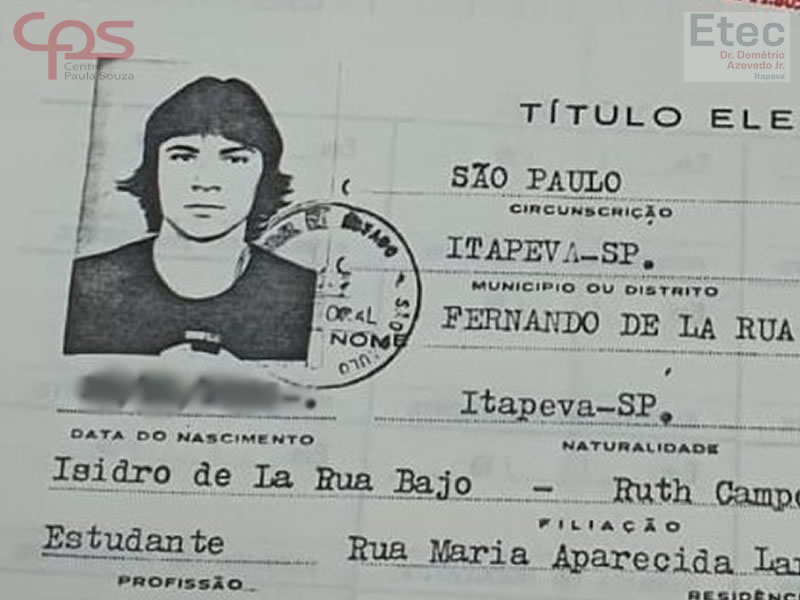 CPS
Centro
Paula Souza
Etec
Dr. Demétrio
Azevedo Jr.
Itapeva
TÍTULO ELE
SÃO PAULO
CIRCUNSCRIÇÃO
ITAPEVA-SP.
MUNICIPIO OU DISTRITO
FERNANDO DE LA RUA
NOME
Itapeva-SP.
DATA DO NASCIMENTO
NATURALIDADE
Isidro de La Rua Bajo - Ruth Camp
FILIAÇÃO
Estudante
Rua Maria Aparecida La
PROFISSÃO
RESIDÊNC